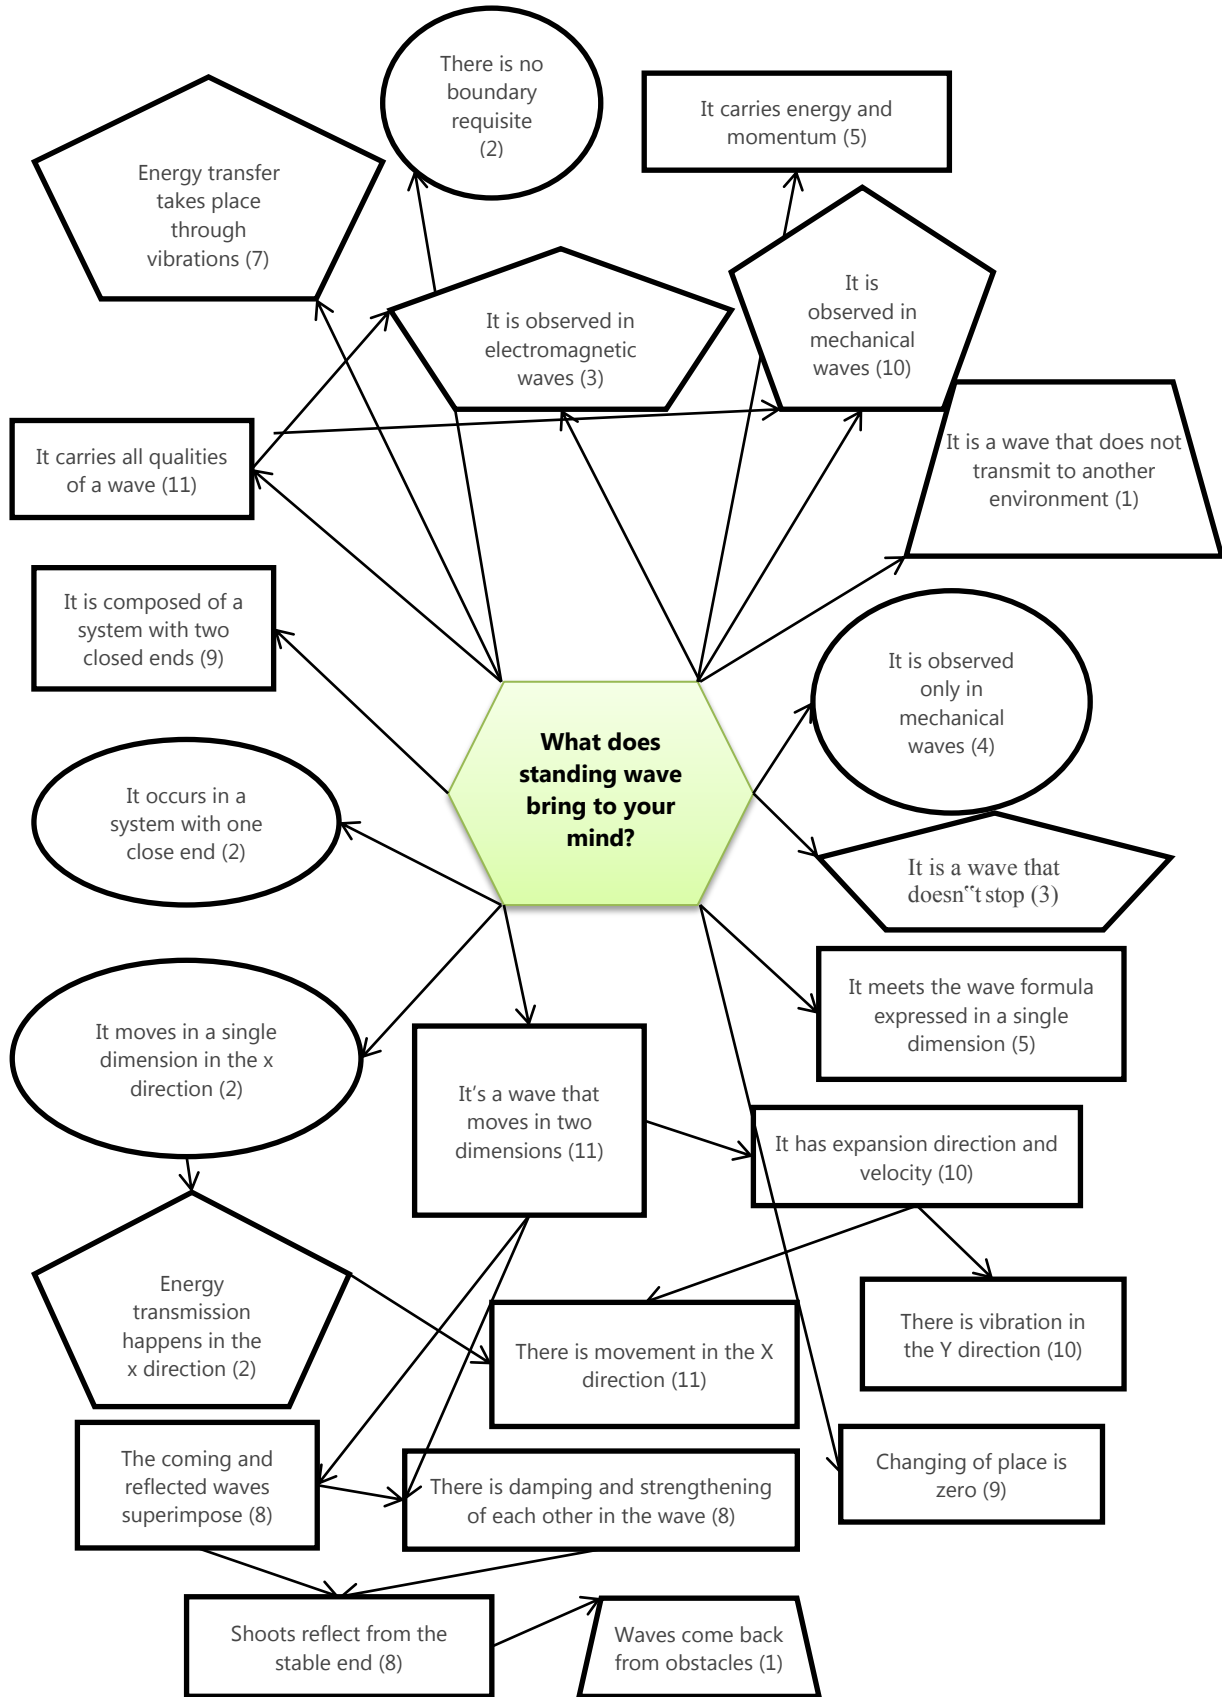 There is no
boundary
requisite
(2)
It carries energy and
momentum (5)
Energy transfer
takes place
through
vibrations (7)
It is observed in
electromagnetic
waves (3)
It is
observed in
mechanical
waves (10)
It carries all qualities
of a wave (11)
It is a wave that does not
transmit to another
environment (1)
It is composed of a
system with two
closed ends (9)
It is observed
only in
mechanical
waves (4)
What does
standing wave
bring to your
mind?
It occurs in a
system with one
close end (2)
It is a wave that
doesn‟t stop (3)
It moves in a single
dimension in the x
direction (2)
It meets the wave formula
expressed in a single
dimension (5)
It's a wave that
moves in two
dimensions (11)
It has expansion direction and
velocity (10)
Energy
transmission
happens in the
x direction (2)
There is movement in the X
direction (11)
There is vibration in
the Y direction (10)
The coming and
reflected waves
superimpose (8)
There is damping and strengthening
of each other in the wave (8)
Changing of place is
zero (9)
Shoots reflect from the
stable end (8)
Waves come back
from obstacles (1)